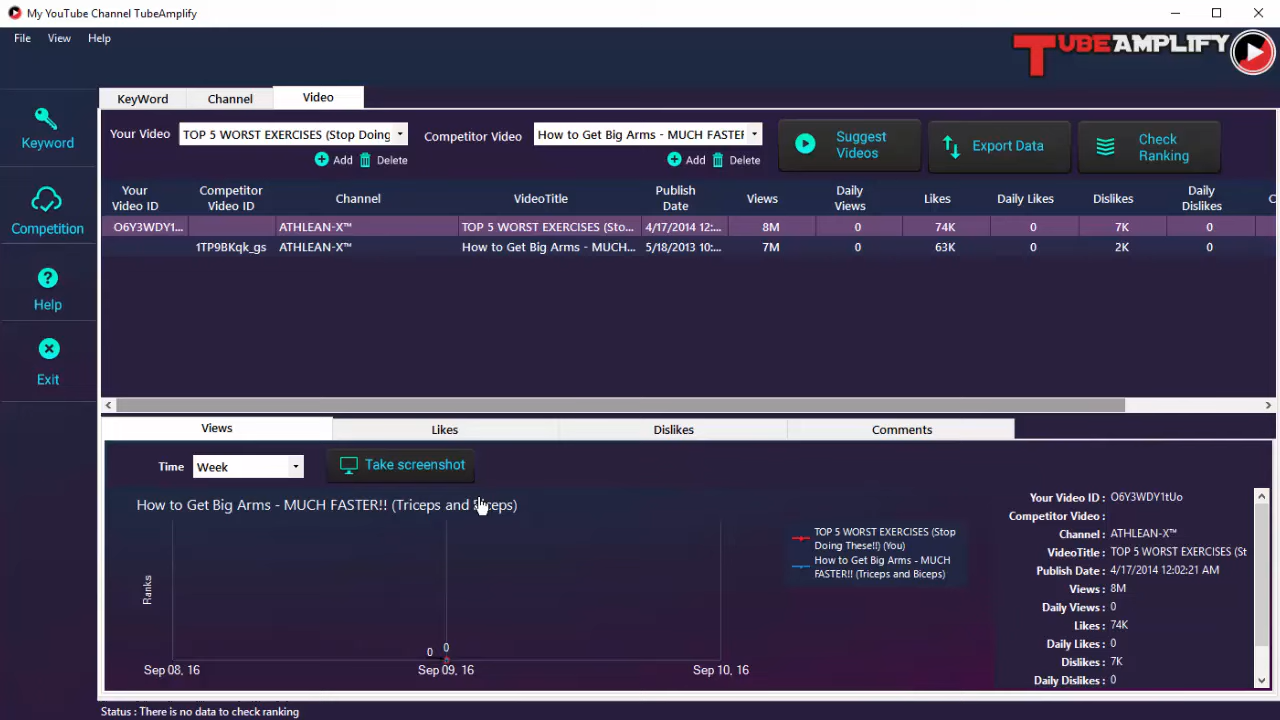 My YouTube Channel TubeAmplify
File View Help
TUBEAMPLIFY
KeyWord Channel Video
Keyword
Competition
Help
Exit
Your Video TOP 5 WORST EXERCISES (Stop Doing Competitor Video How to Get Big Arms - MUCH FASTER
Add Delete Add Delete
Suggest
Videos
Export Data
Check
Ranking
Your
Video ID
Competitor
Video ID
Channel
VideoTitle
Publish
Date
Views
Daily
Views
Likes
Daily Likes
Dislikes
Daily
Dislikes
O6Y3WDY1... ATHLEAN-X™ TOP 5 WORST EXERCISES (Sto... 4/17/2014 12:... 8M 0 74K 0 7K 0
1TP9BKqk_gs ATHLEAN-X™ How to Get Big Arms - MUCH... 5/18/2013 10:... 7M 0 63K 0 2K 0
Views Likes Dislikes Comments
Time Week Take screenshot
How to Get Big Arms - MUCH FASTER!! (Triceps and Biceps)
Ranks
0 0
Sep 08, 16 Sep 09, 16 Sep 10, 16
TOP 5 WORST EXERCISES (Stop
Doing These!!) (You)
How to Get Big Arms - MUCH
FASTER!! (Triceps and Biceps)
Your Video ID : O6Y3WDY1tUo
Competitor Video :
Channel : ATHLEAN-X™
VideoTitle : TOP 5 WORST EXERCISES (St
Publish Date : 4/17/2014 12:02:21 AM
Views : 8M
Daily Views : 0
Likes : 74K
Daily Likes : 0
Dislikes : 7K
Daily Dislikes : 0
Status : There is no data to check ranking